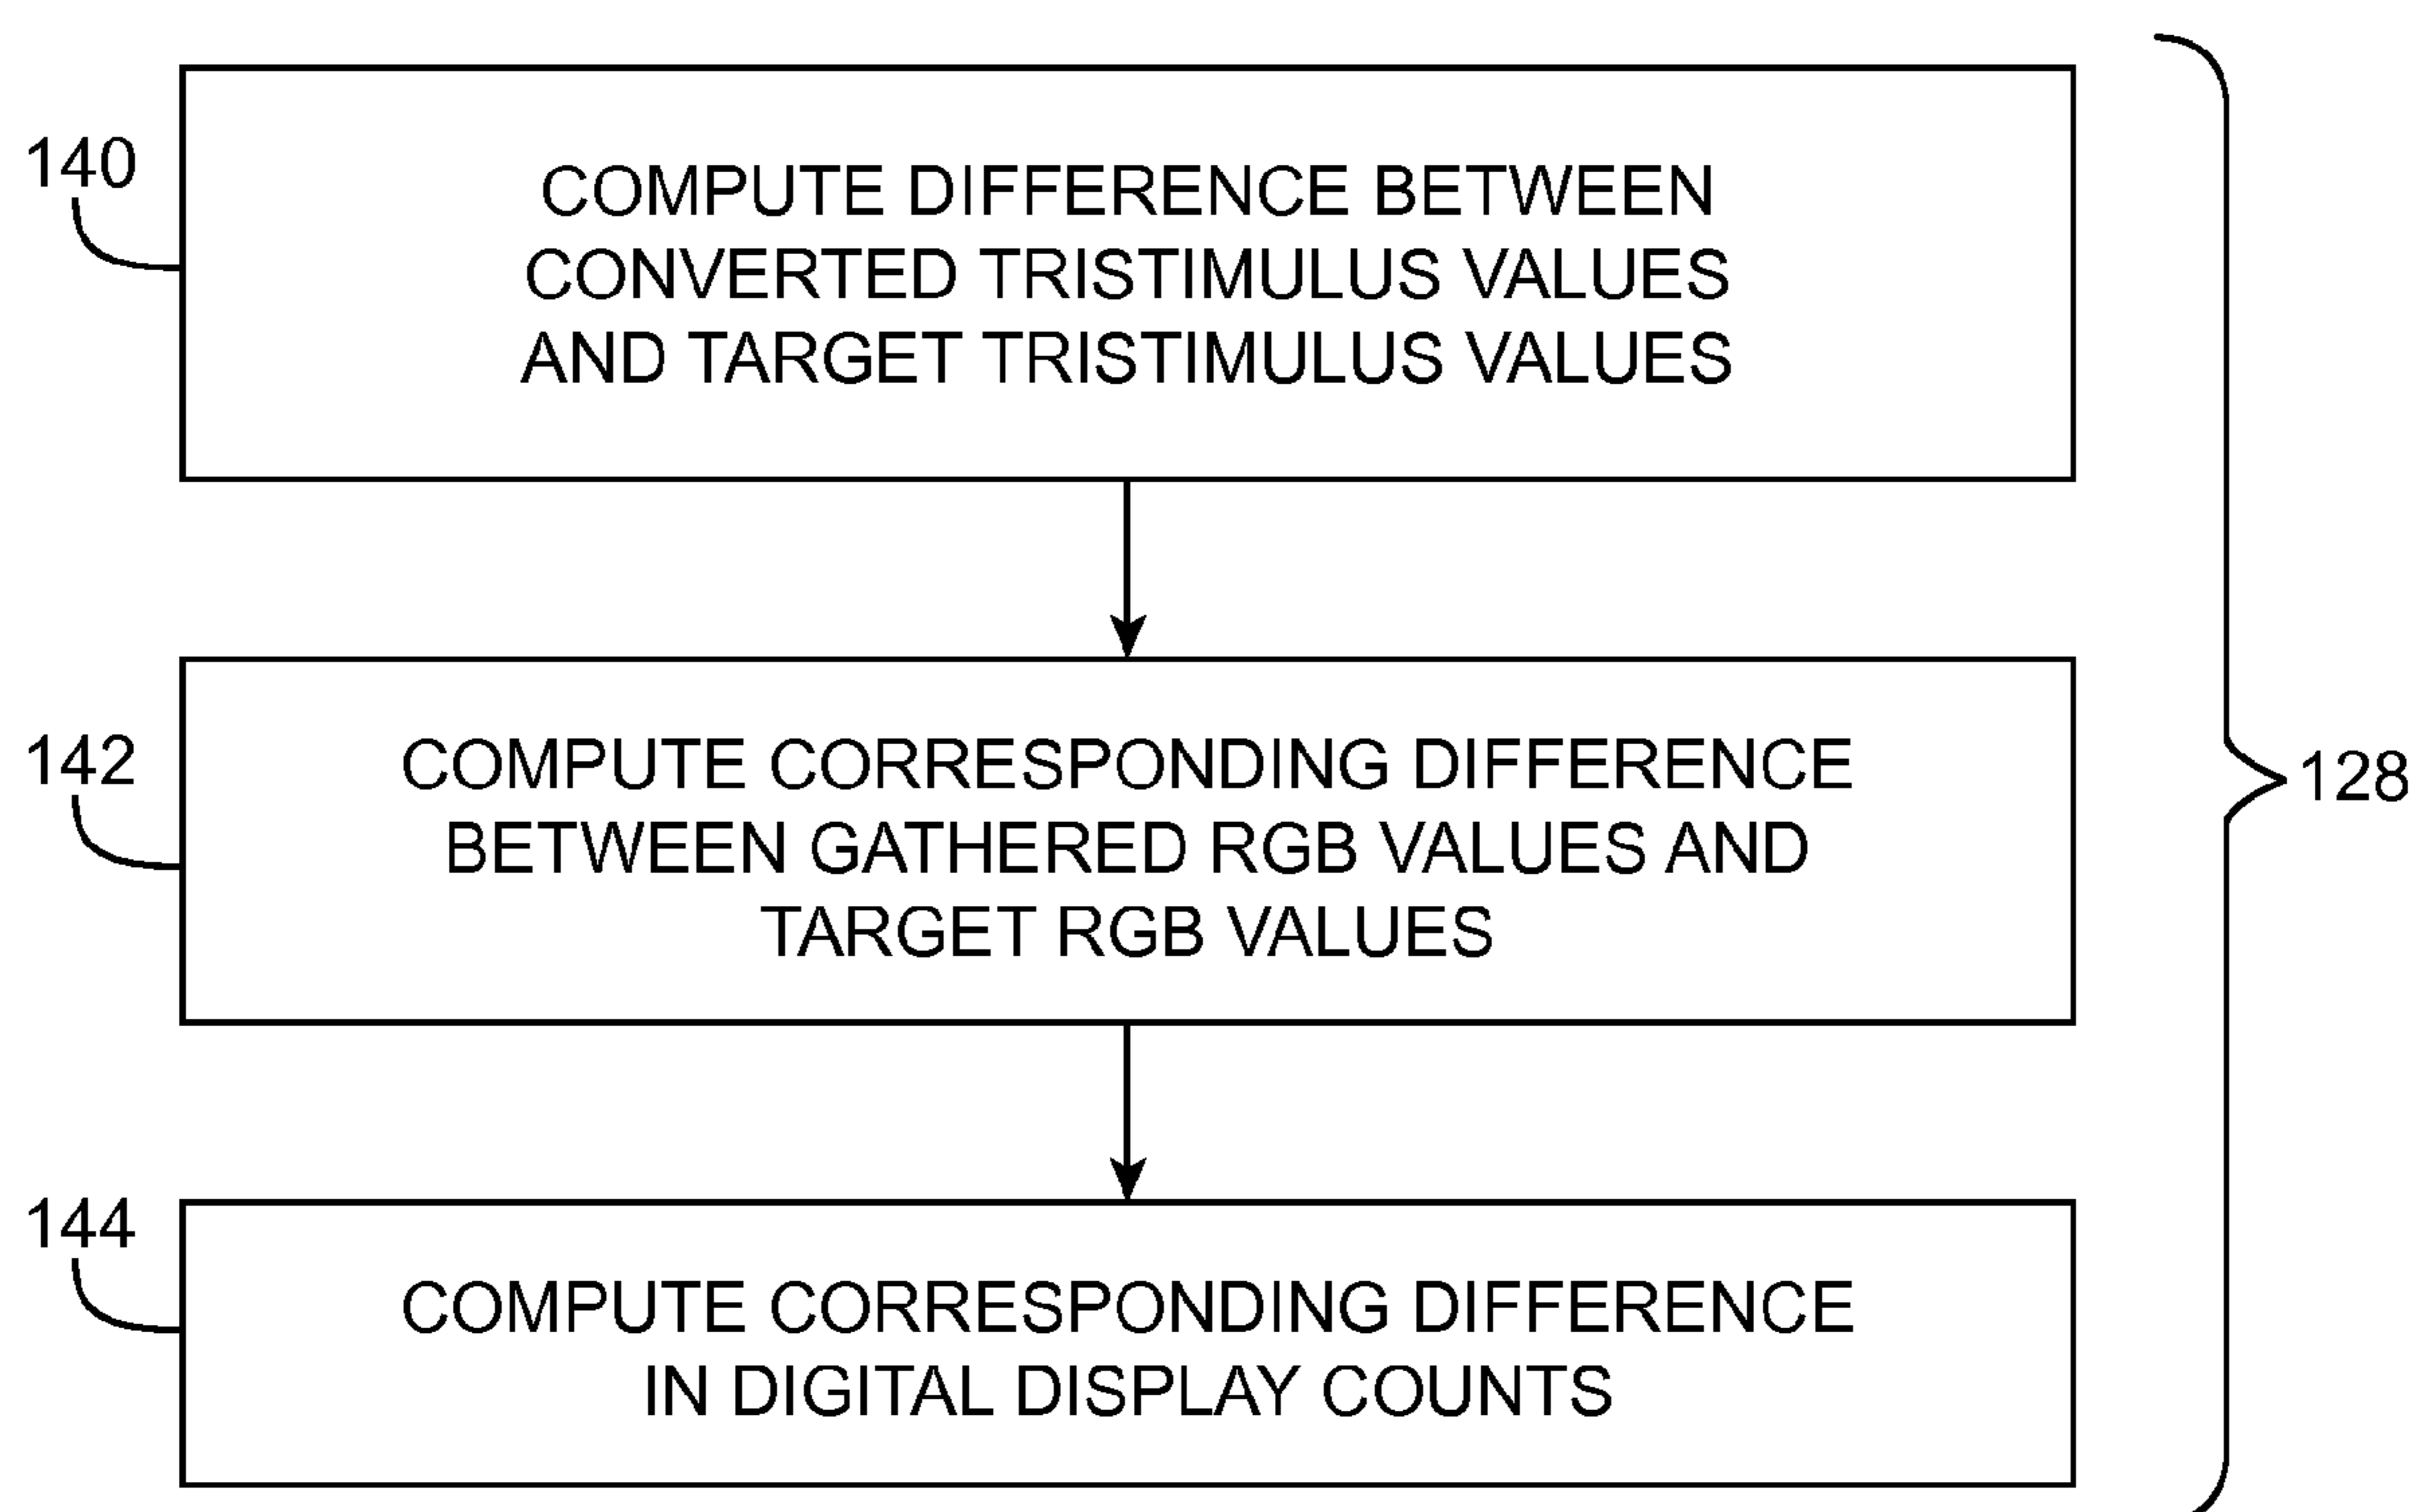 140
COMPUTE DIFFERENCE BETWEEN
CONVERTED TRISTIMULUS VALUES
AND TARGET TRISTIMULUS VALUES
142
COMPUTE CORRESPONDING DIFFERENCE
BETWEEN GATHERED RGB VALUES AND
TARGET RGB VALUES
128
144
COMPUTE CORRESPONDING DIFFERENCE
IN DIGITAL DISPLAY COUNTS